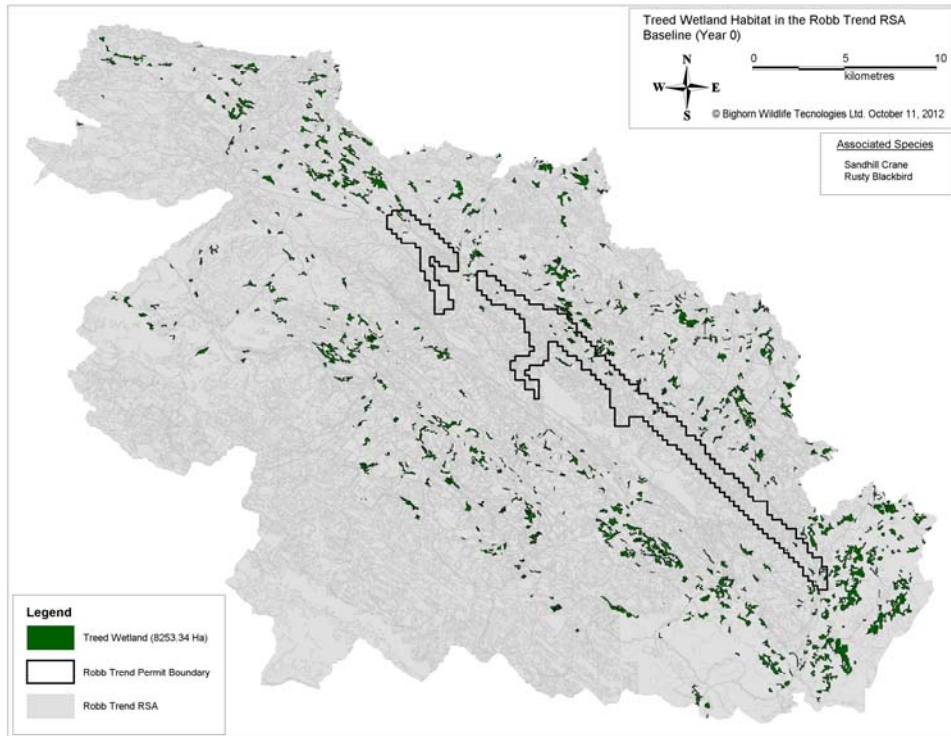 Treed Wetland Habitat in the Robb Trend RSA
Baseline (Year 0)
N
W E
S
0 5 10
kilometres
© Bighorn Wildlife Tecnologies Ltd. October 11, 2012
Associated Species
Sandhill Crane
Rusty Blackbird
Legend
Treed Wetland (8253.34 Ha)
Robb Trend Permit Boundary
Robb Trend RSA